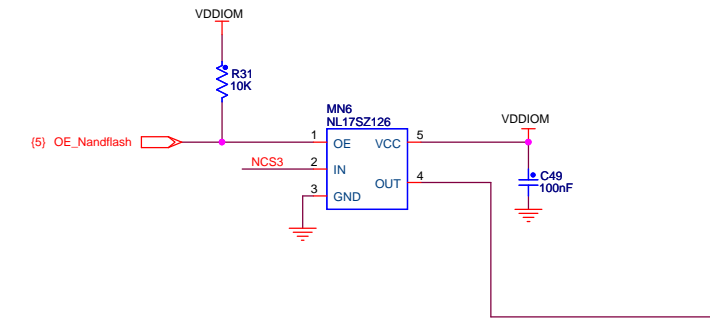 VDDIOM
R31
10K
MN6
NL17SZ126
VDDIOM
{5} OE_Nandflash
1 OE VCC 5
NCS3 2 IN
OUT 4
3 GND
C49
100nF